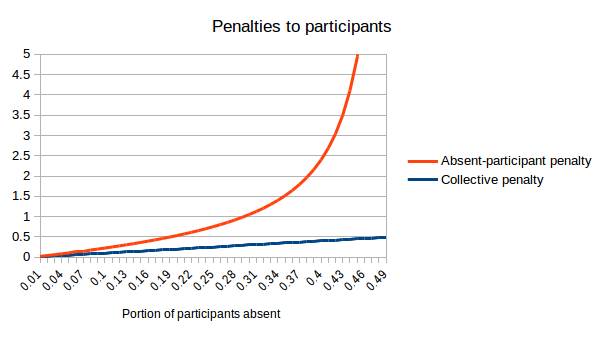 Penalties to participants
5
4.5
4
3.5
3
2.5
2
1.5
1
0.5
0
0.01 0.04 0.07 0.1 0.13 0.16 0.19 0.22 0.25 0.28 0.31 0.34 0.37 0.4 0.43 0.46 0.49
Portion of participants absent
Absent-participant penalty
Collective penalty